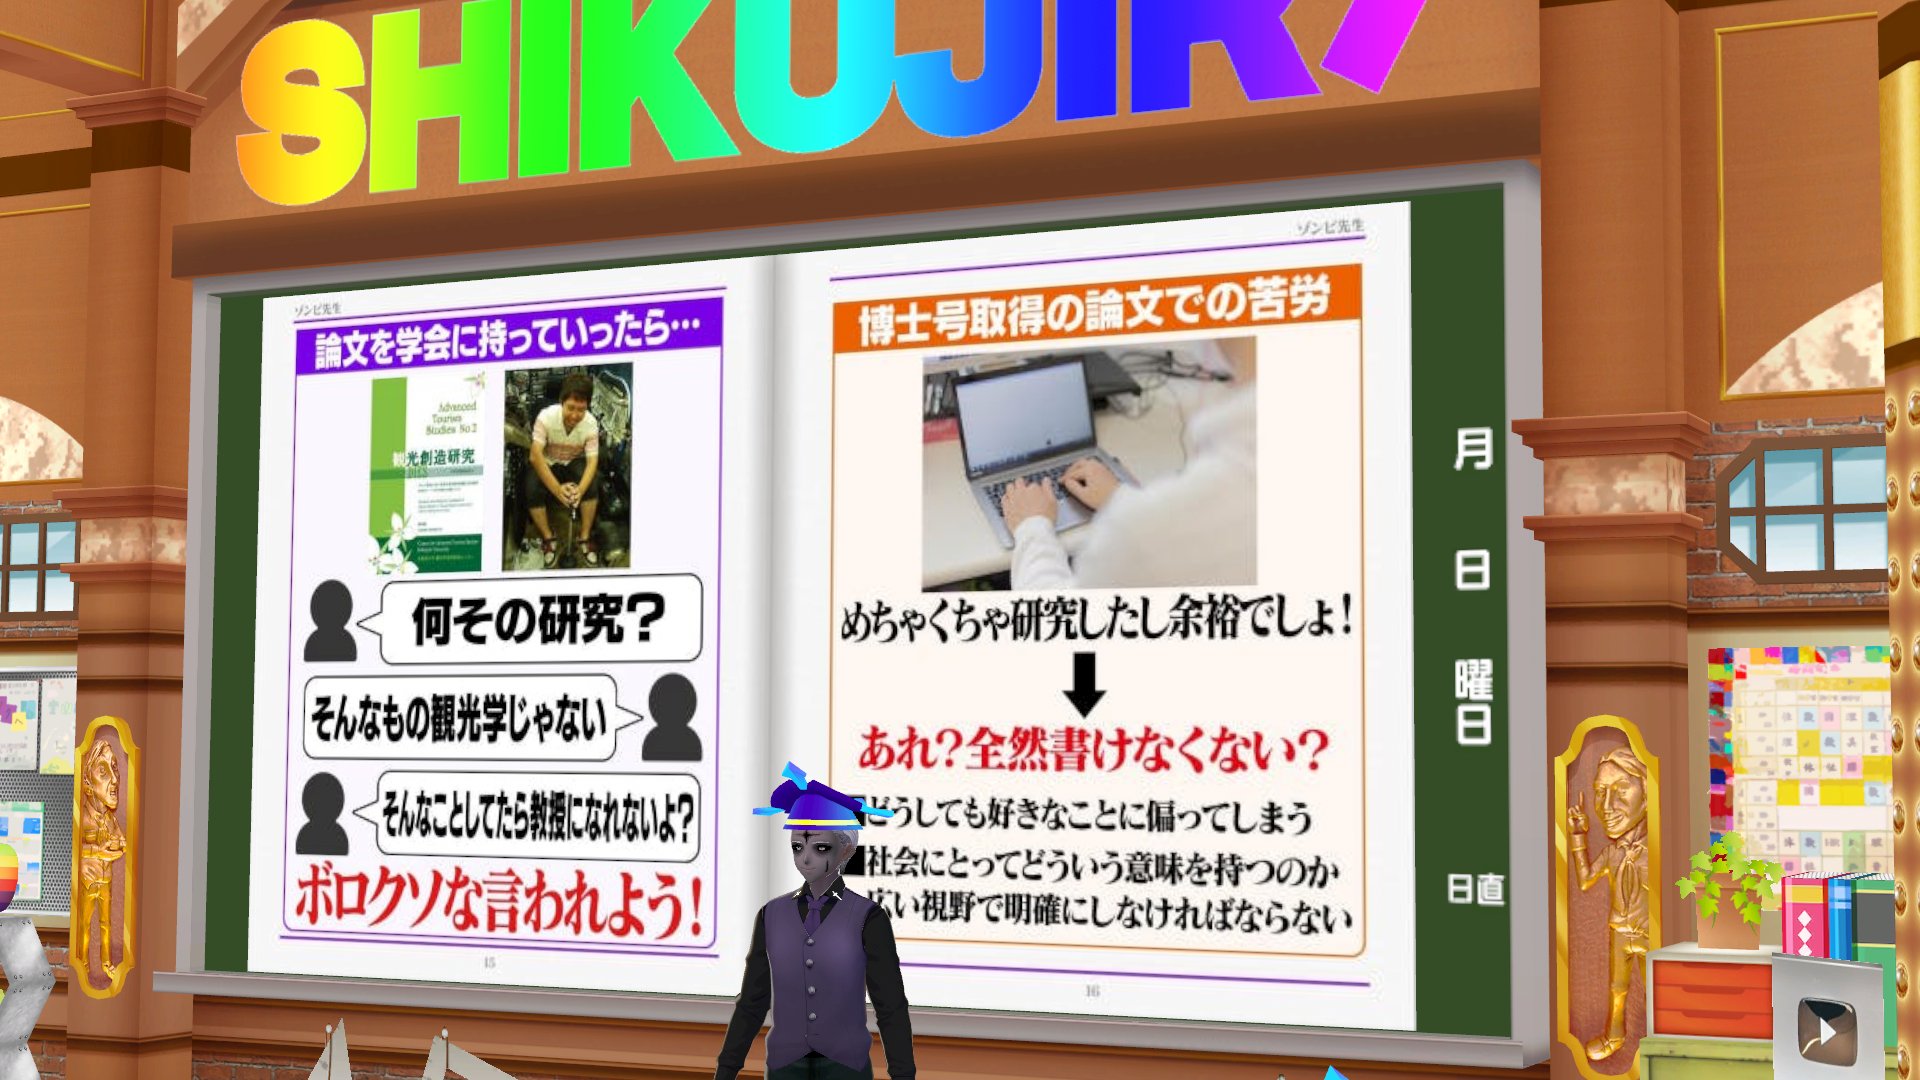 SHIKUJIR
ゾンビ先生
論文を学会に持っていったら…
Advanced
Tourism
Studies No.2
観光創造研究
何その研究？
そんなもの観光学じゃない
そんなことしてたら教授になれないよ？
ボロクソな言われよう！
15
ゾンビ先生
博士号取得の論文での苦労
めちゃくちゃ研究したし余裕でしょ！
あれ？全然書けなくない？
どうしても好きなことに偏ってしまう
社会にとってどういう意味を持つのか
広い視野で明確にしなければならない
16
月
日
曜日
日直